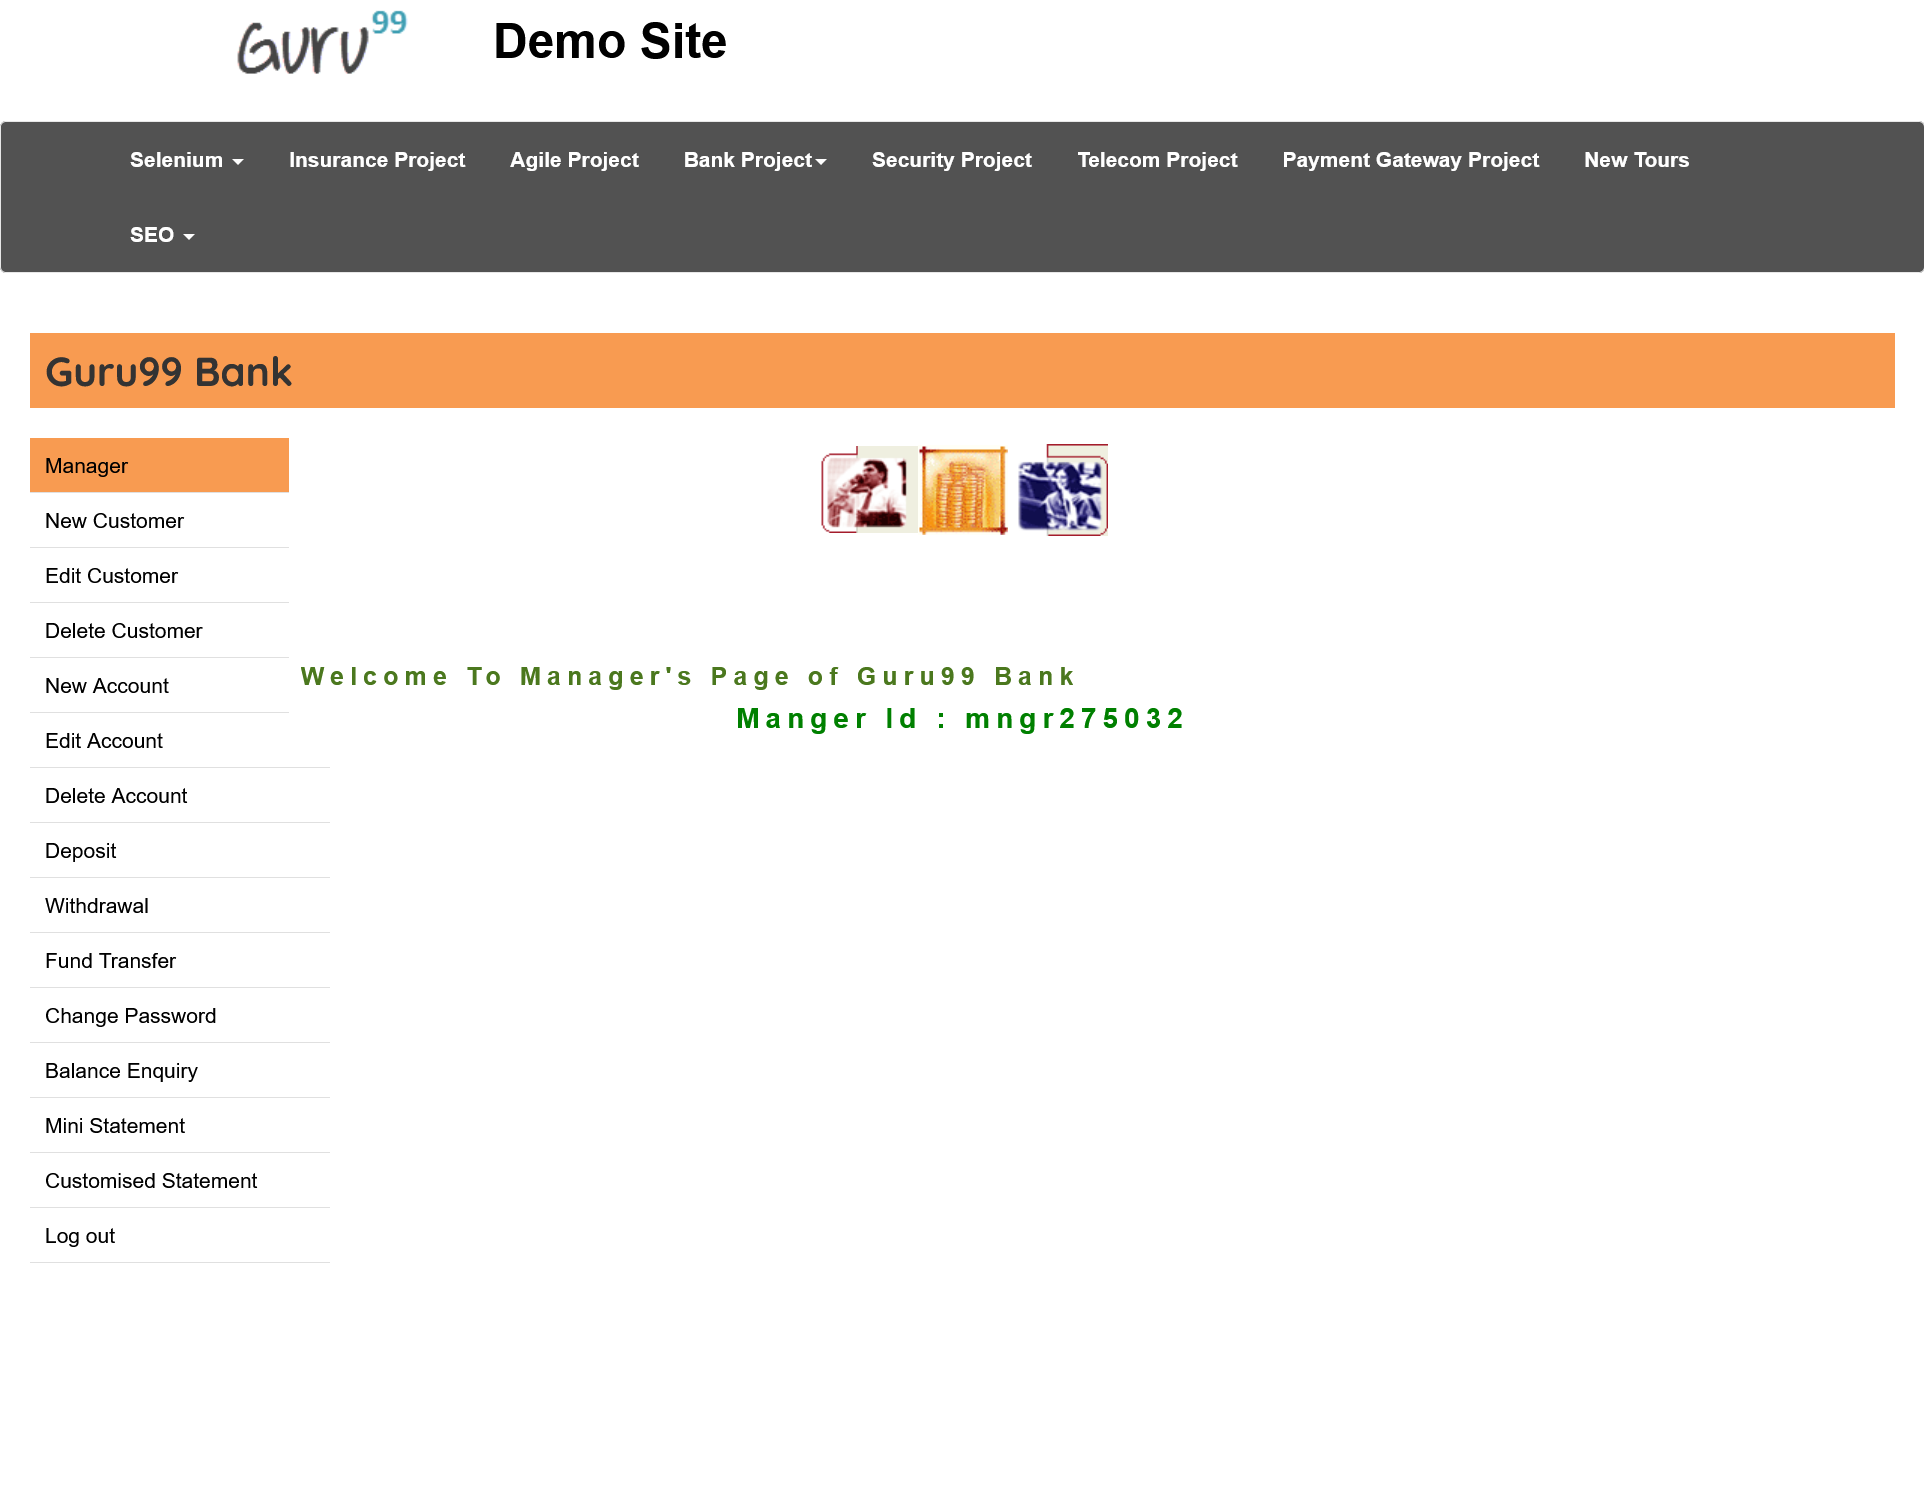 Guru99 Demo Site
Selenium Insurance Project Agile Project Bank Project Security Project Telecom Project Payment Gateway Project New Tours
SEO
Guru99 Bank
Manager
New Customer
Edit Customer
Delete Customer
New Account
Edit Account
Delete Account
Deposit
Withdrawal
Fund Transfer
Change Password
Balance Enquiry
Mini Statement
Customised Statement
Log out
Welcome To Manager's Page of Guru99 Bank
Manger Id : mngr275032